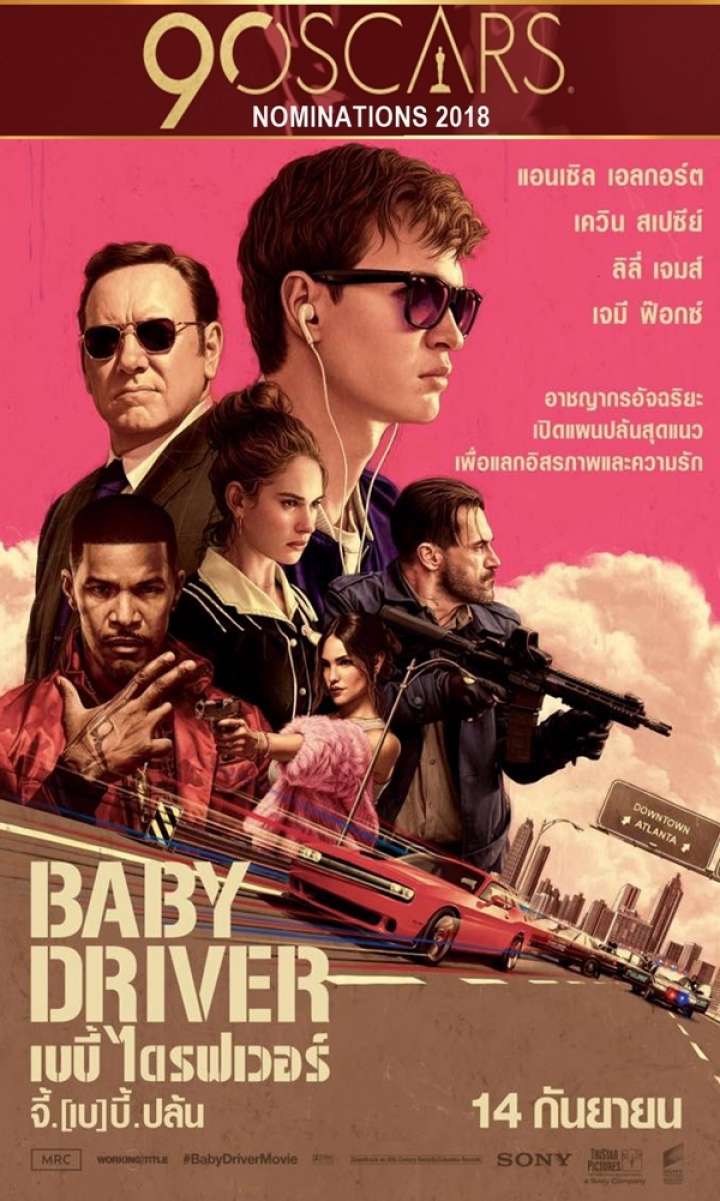 90SCARS®
NOMINATIONS 2018
แอนเซิล เอลกอร์ต
เควิน สเปซีย์
ลิลี่ เจมส์
เจมี ฟ๊อกซ์
อาชญากรอัจฉริยะ
เปิดแผนปล้นสุดแนว
เพื่อแลกอิสรภาพและความรัก
DOWNTOWN
ATLANTA
BABY
DRIVER
เบบี้ ไดรฟเวอร์
จี้.[เบ]บี้.ปล้น
14 กันยายน
MRC
WORKING TITLE
#BabyDriverMovie
SONY
TRISTAR
PICTURES
a Sony Company